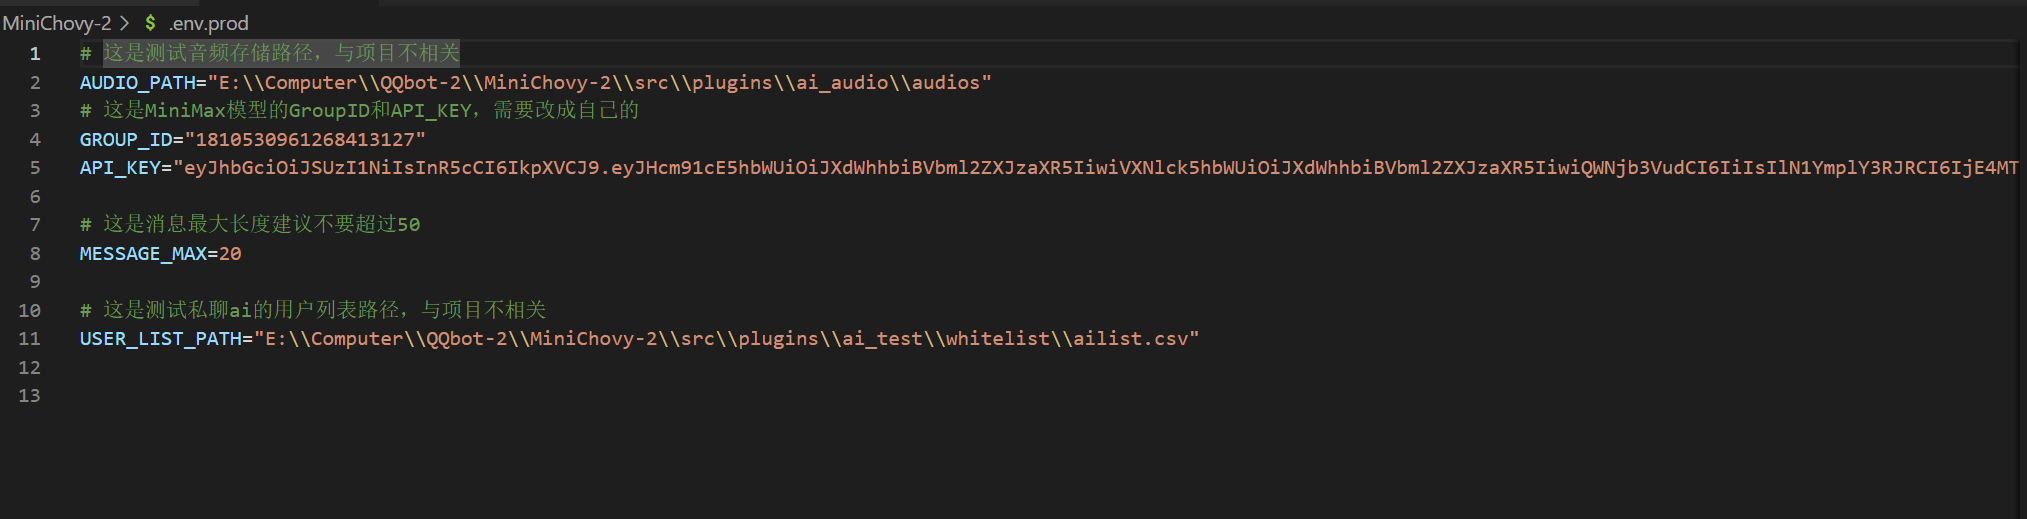 MiniChovy-2 > $ .env.prod
1 # 这是测试音频存储路径，与项目不相关
2 AUDIO_PATH="E:\\Computer\\QQbot-2\\MiniChovy-2\\src\\plugins\\ai_audio\\audios"
3 # 这是MiniMax模型的GroupID和API_KEY，需要改成自己的
4 GROUP_ID="1810530961268413127"
5 API_KEY="eyJhbGciOiJSUzI1NiIsInR5cCI6IkpXVCJ9.eyJHcm91cE5hbWUiOiJXdWhhbiBVbml2ZXJzaXR5IiwiVXNlck5hbWUiOiJXdWhhbiBVbml2ZXJzaXR5IiwiQWNjb3VudCI6IiIsIlN1YmplY3RJRCI6IjE4MT
6
7 # 这是消息最大长度建议不要超过50
8 MESSAGE_MAX=20
9
10 # 这是测试私聊ai的用户列表路径，与项目不相关
11 USER_LIST_PATH="E:\\Computer\\QQbot-2\\MiniChovy-2\\src\\plugins\\ai_test\\whitelist\\ailist.csv"
12
13